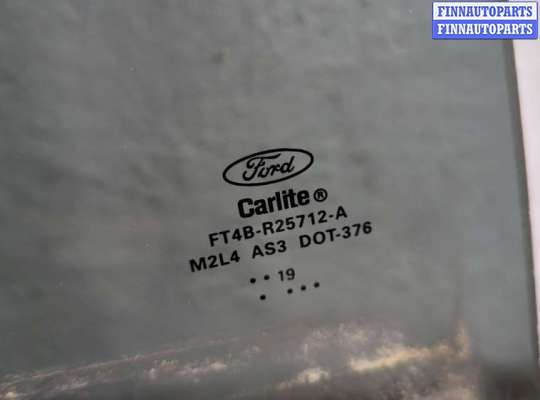 FINNAUTOPARTS
FINNAUTOPARTS
Ford
Carlite®
FT4B-R25712-A
M2L4 AS3 DOT-376
• • 19
• • • •